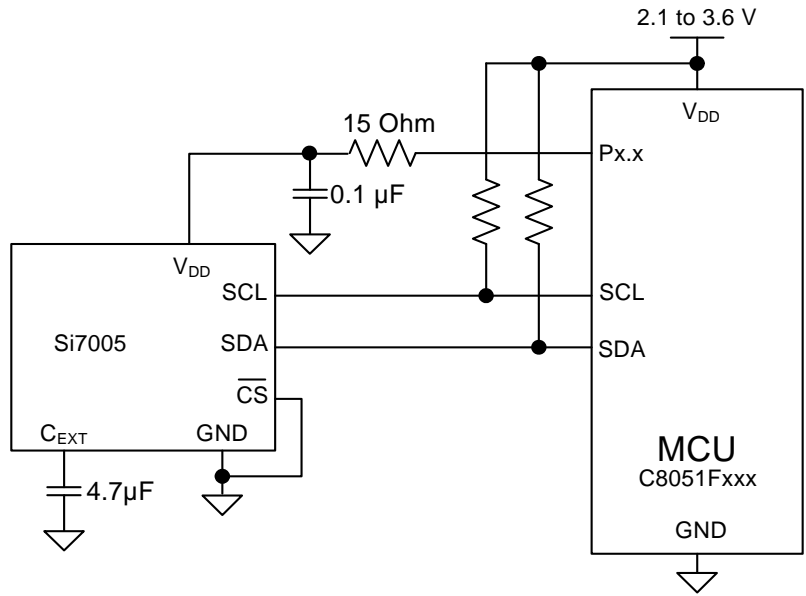 2.1 to 3.6 V
VDD
15 Ohm
Px.x
0.1 µF
VDD
SCL
SCL
Si7005
SDA
SDA
CS
CEXT
GND
MCU
C8051Fxxx
4.7µF
GND